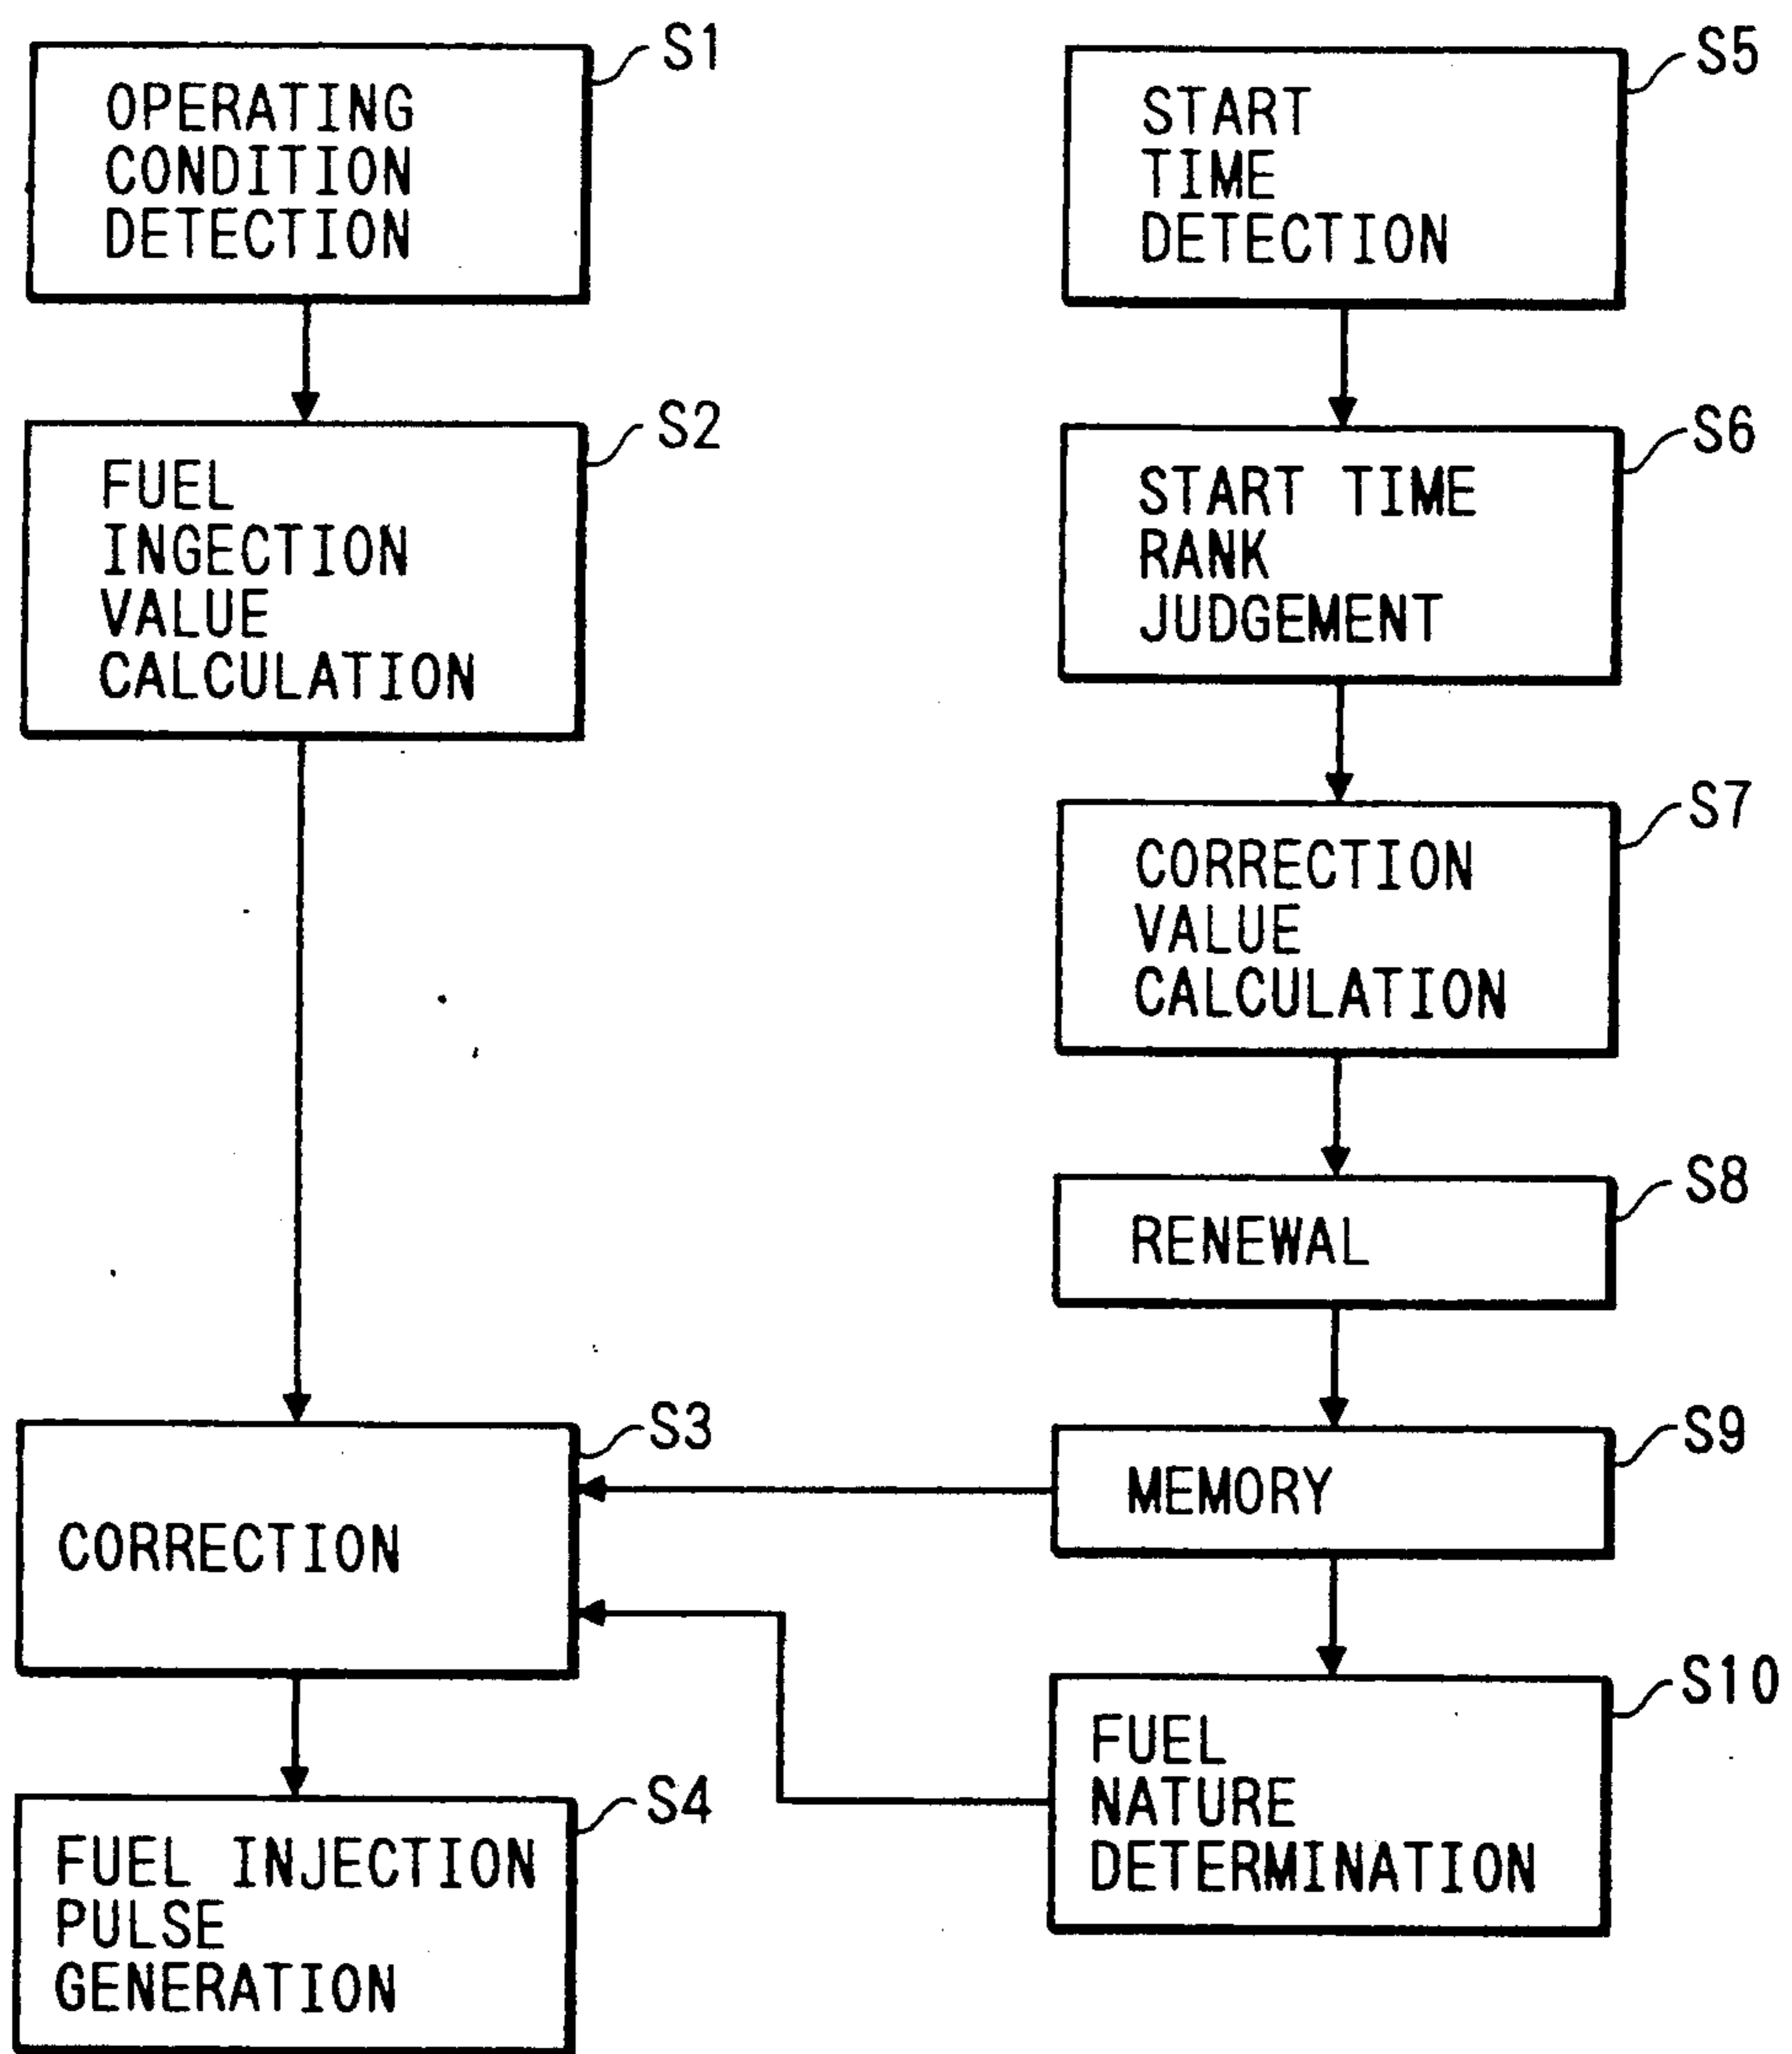 S1
OPERATING
CONDITION
DETECTION
S2
FUEL
INGECTION
VALUE
CALCULATION
S3
CORRECTION
S4
FUEL INJECTION
PULSE
GENERATION
S5
START
TIME
DETECTION
S6
START TIME
RANK
JUDGEMENT
S7
CORRECTION
VALUE
CALCULATION
S8
RENEWAL
S9
MEMORY
S10
FUEL
NATURE
DETERMINATION